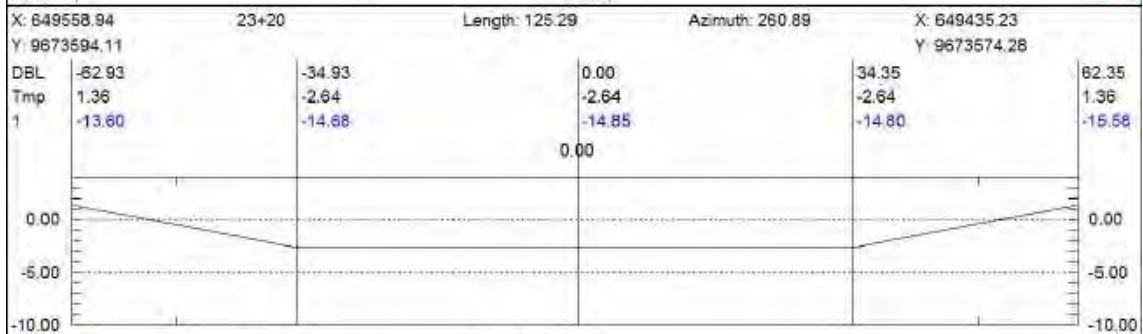 X: 649558.94 23+20 Length: 125.29 Azimuth: 260.89 X: 649435.23
Y: 9673594.11 Y: 9673574.28
DBL -62.93 -34.93 0.00 34.35 62.35
Tmp 1.36 -2.64 -2.64 -2.64 1.36
1 -13.60 -14.68 -14.85 -14.80 -15.58
0.00
0.00 0.00
-5.00 -5.00
-10.00 -10.00